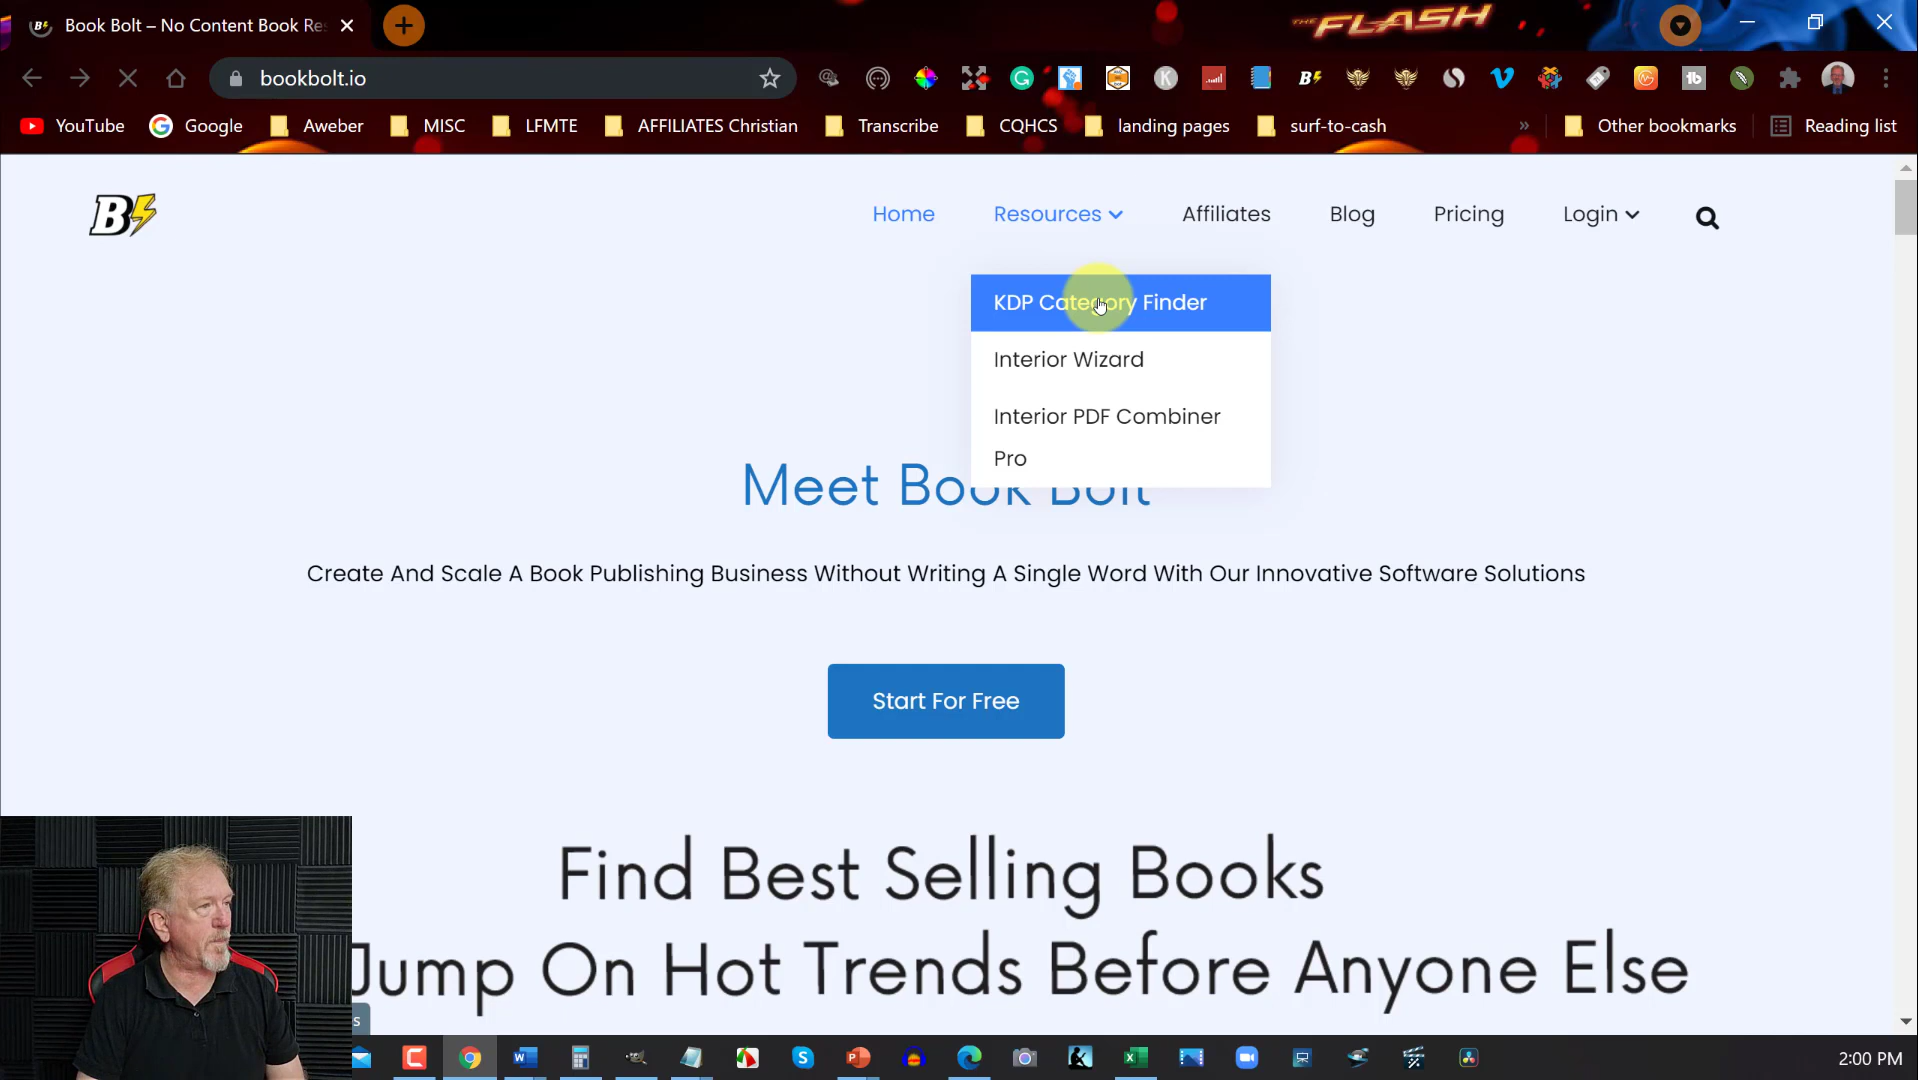 Book Bolt – No Content Book Re
THE FLASH
bookbolt.io
YouTube Google Aweber MISC LFMTE AFFILIATES Christian Transcribe CQHCS landing pages surf-to-cash » Other bookmarks Reading list
B
Home Resources Affiliates Blog Pricing Login
KDP Category Finder
Interior Wizard
Interior PDF Combiner
Pro
Meet Book Bolt
Create And Scale A Book Publishing Business Without Writing A Single Word With Our Innovative Software Solutions
Start For Free
Find Best Selling Books
Jump On Hot Trends Before Anyone Else
s
2:00 PM